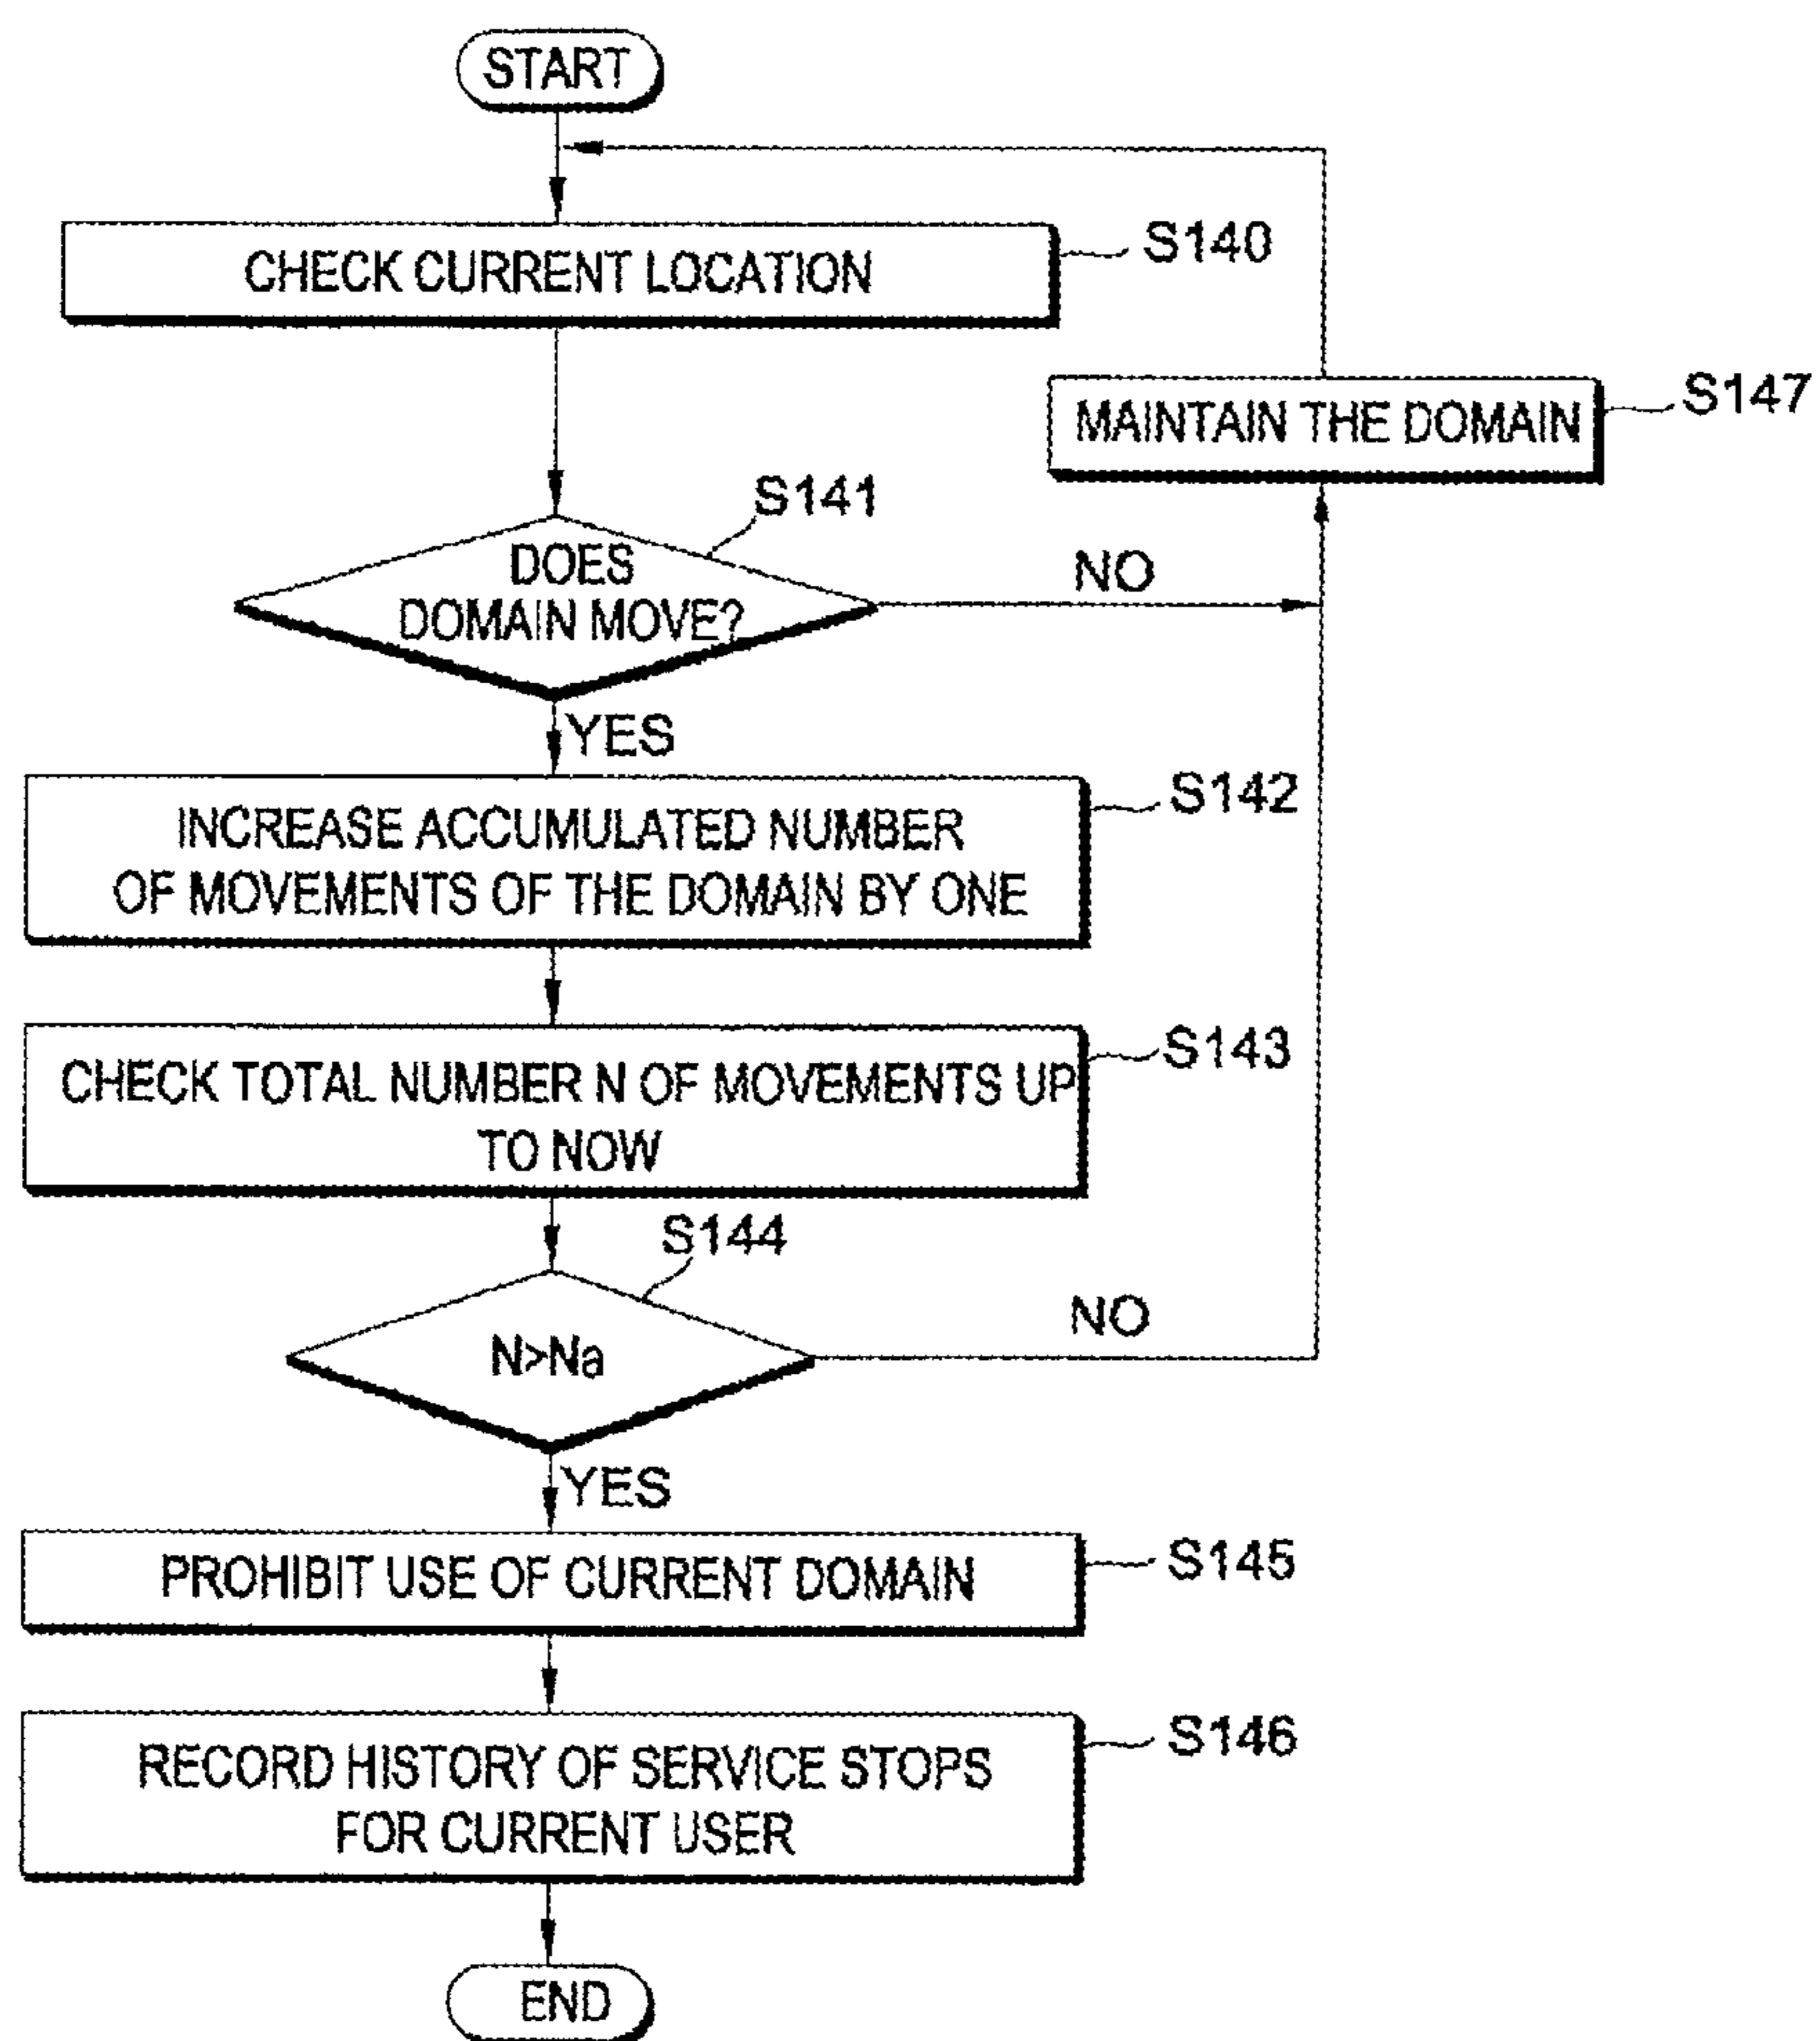 START
CHECK CURRENT LOCATION
S140
MAINTAIN THE DOMAIN
S147
S141
DOES
DOMAIN MOVE?
NO
YES
INCREASE ACCUMULATED NUMBER
OF MOVEMENTS OF THE DOMAIN BY ONE
S142
CHECK TOTAL NUMBER N OF MOVEMENTS UP
TO NOW
S143
S144
N>Na
NO
YES
PROHIBIT USE OF CURRENT DOMAIN
S145
RECORD HISTORY OF SERVICE STOPS
FOR CURRENT USER
S146
END